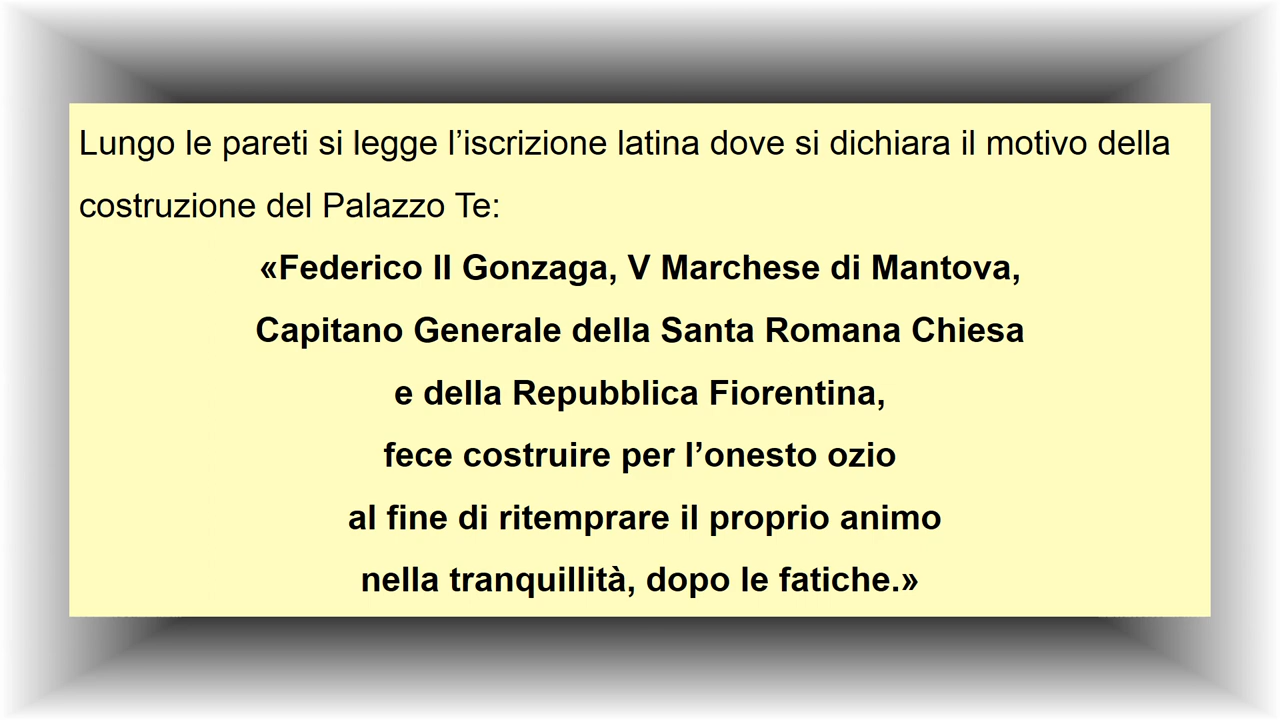 Lungo le pareti si legge l’iscrizione latina dove si dichiara il motivo della
costruzione del Palazzo Te:
«Federico II Gonzaga, V Marchese di Mantova,
Capitano Generale della Santa Romana Chiesa
e della Repubblica Fiorentina,
fece costruire per l’onesto ozio
al fine di ritemprare il proprio animo
nella tranquillità, dopo le fatiche.»